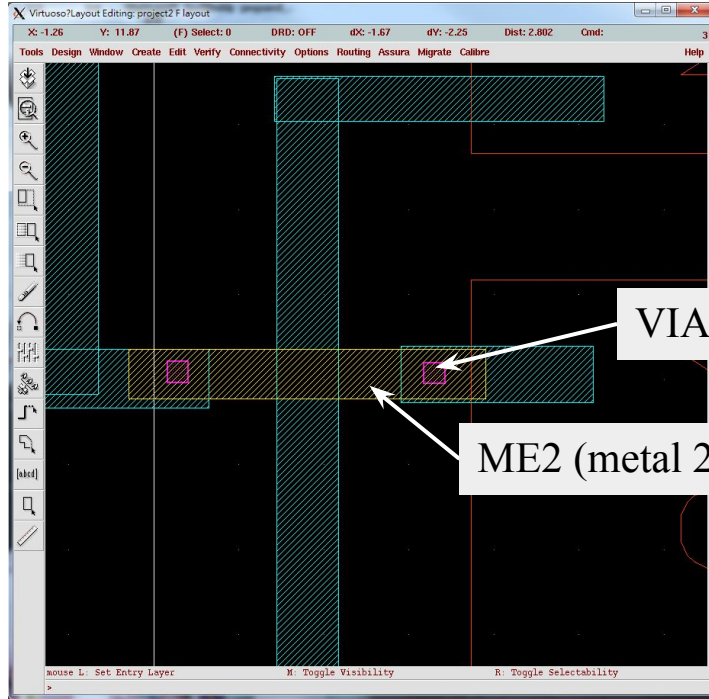 Virtuoso?Layout Editing: project2 F layout
X: -1.26 Y: 11.87 (F) Select: 0 DRD: OFF dX: -1.67 dY: -2.25 Dist: 2.802 Cmd: 3
Tools Design Window Create Edit Verify Connectivity Options Routing Assura Migrate Calibre Help
VIA
ME2 (metal 2
[abcd]
mouse L: Set Entry Layer M: Toggle Visibility R: Toggle Selectability
>